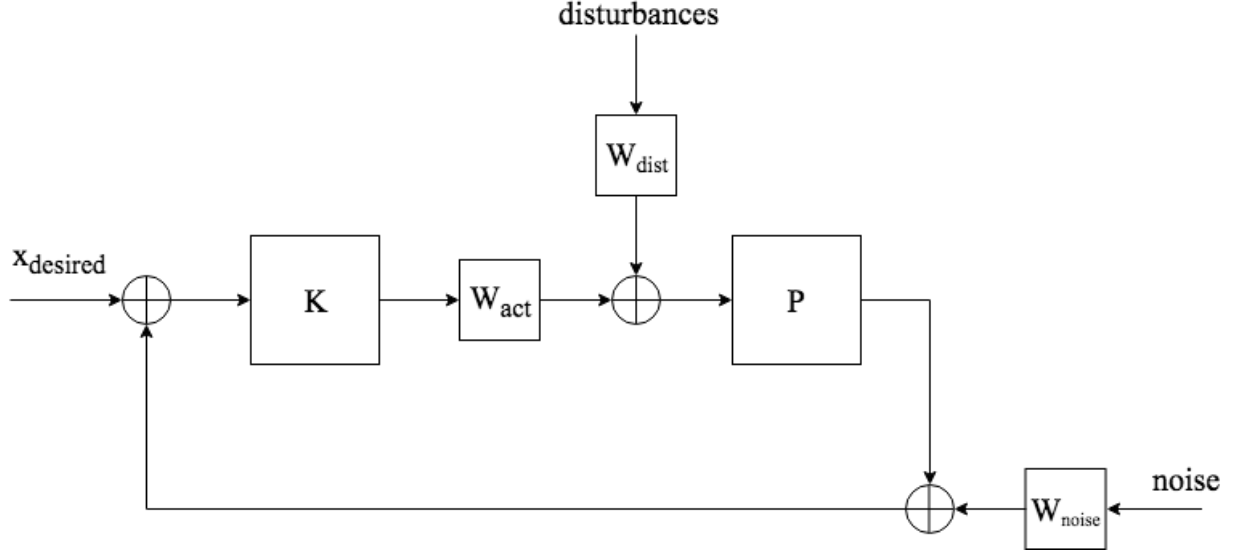 disturbances
W_dist
x_desired
K
W_act
P
W_noise
noise